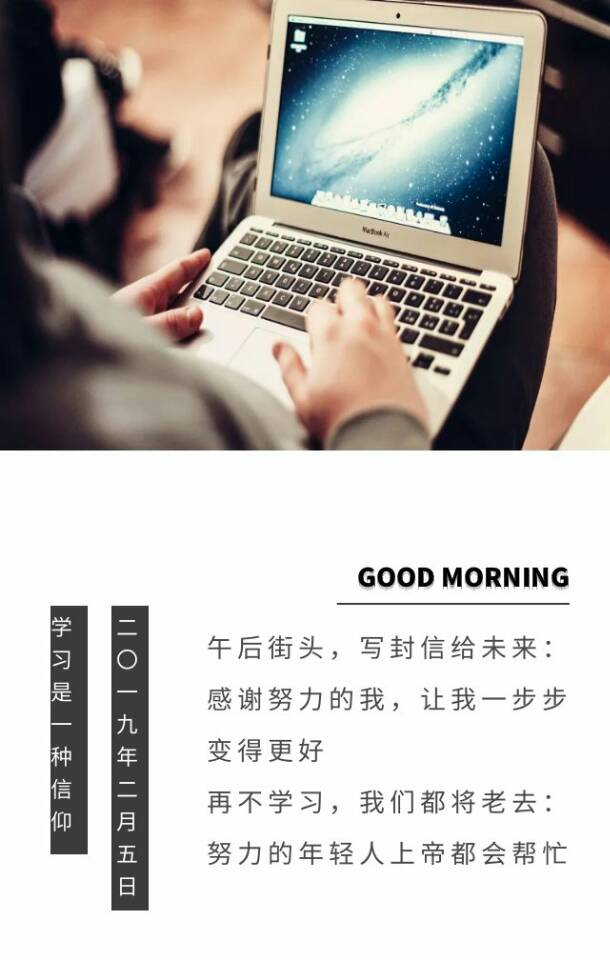 MacBook Air
GOOD MORNING
午后街头，写封信给未来：
感谢努力的我，让我一步步
变得更好
再不学习，我们都将老去：
努力的年轻人上帝都会帮忙
二〇一九年二月五日
学习是一种信仰